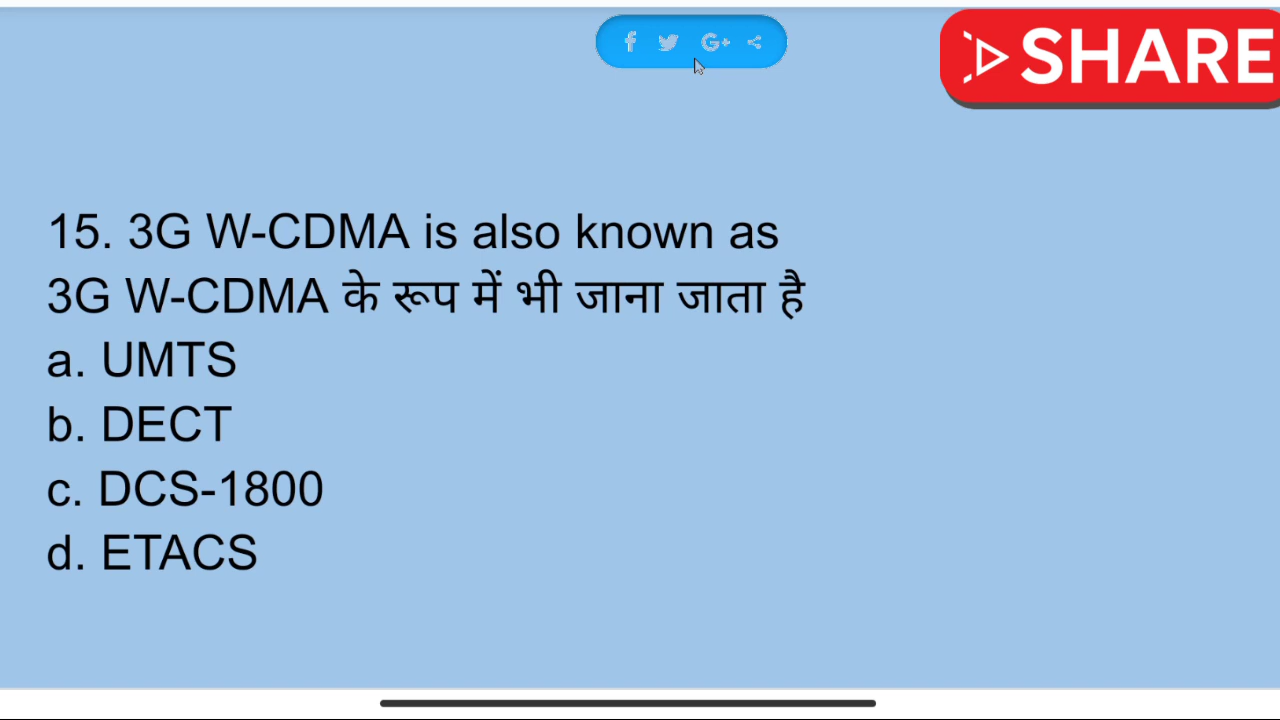 SHARE
15. 3G W-CDMA is also known as
3G W-CDMA के रूप में भी जाना जाता है
a. UMTS
b. DECT
c. DCS-1800
d. ETACS